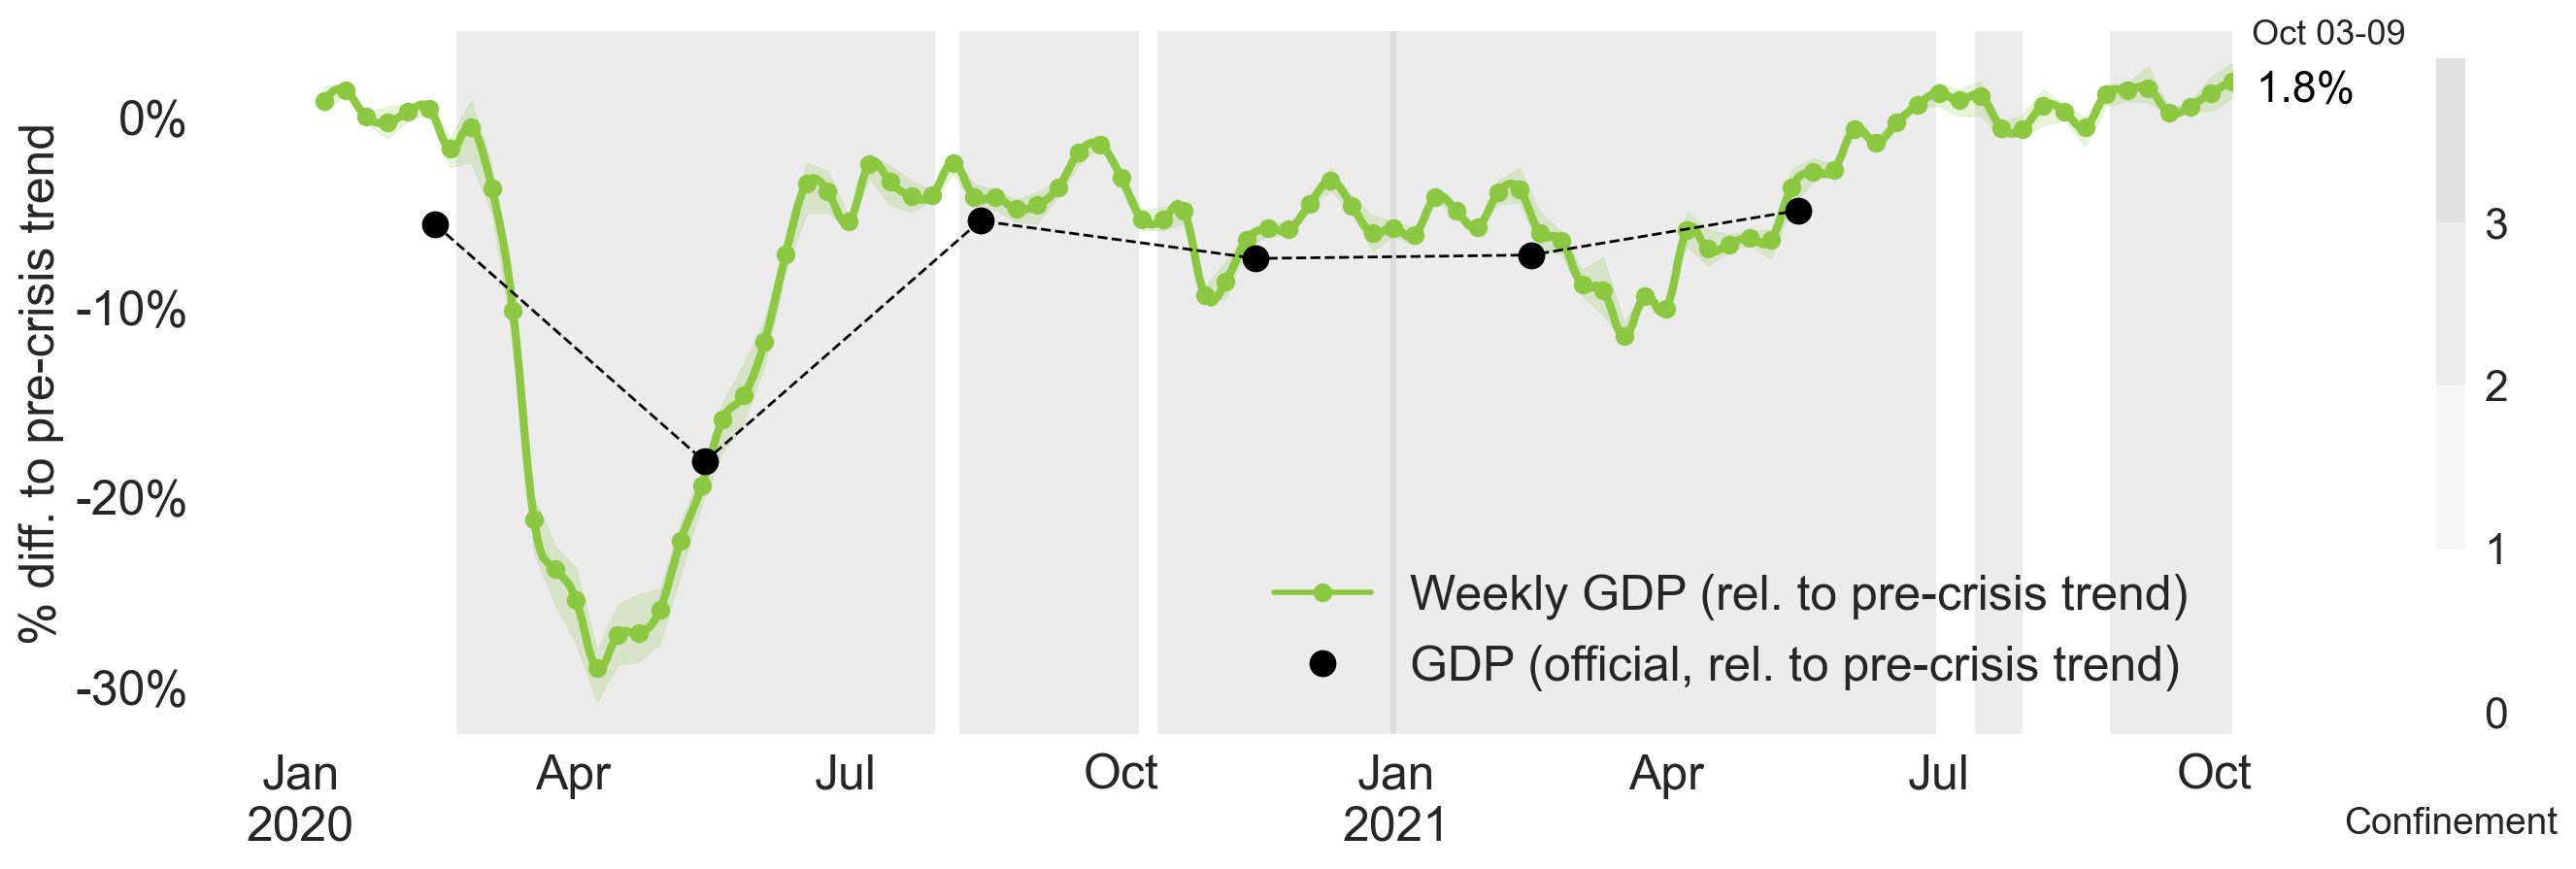 Oct 03-09
1.8%
% diff. to pre-crisis trend
0%
-10%
-20%
-30%
3
2
1
0
Weekly GDP (rel. to pre-crisis trend)
GDP (official, rel. to pre-crisis trend)
Jan Apr Jul Oct Jan Apr Jul Oct
2020 2021
Confinement